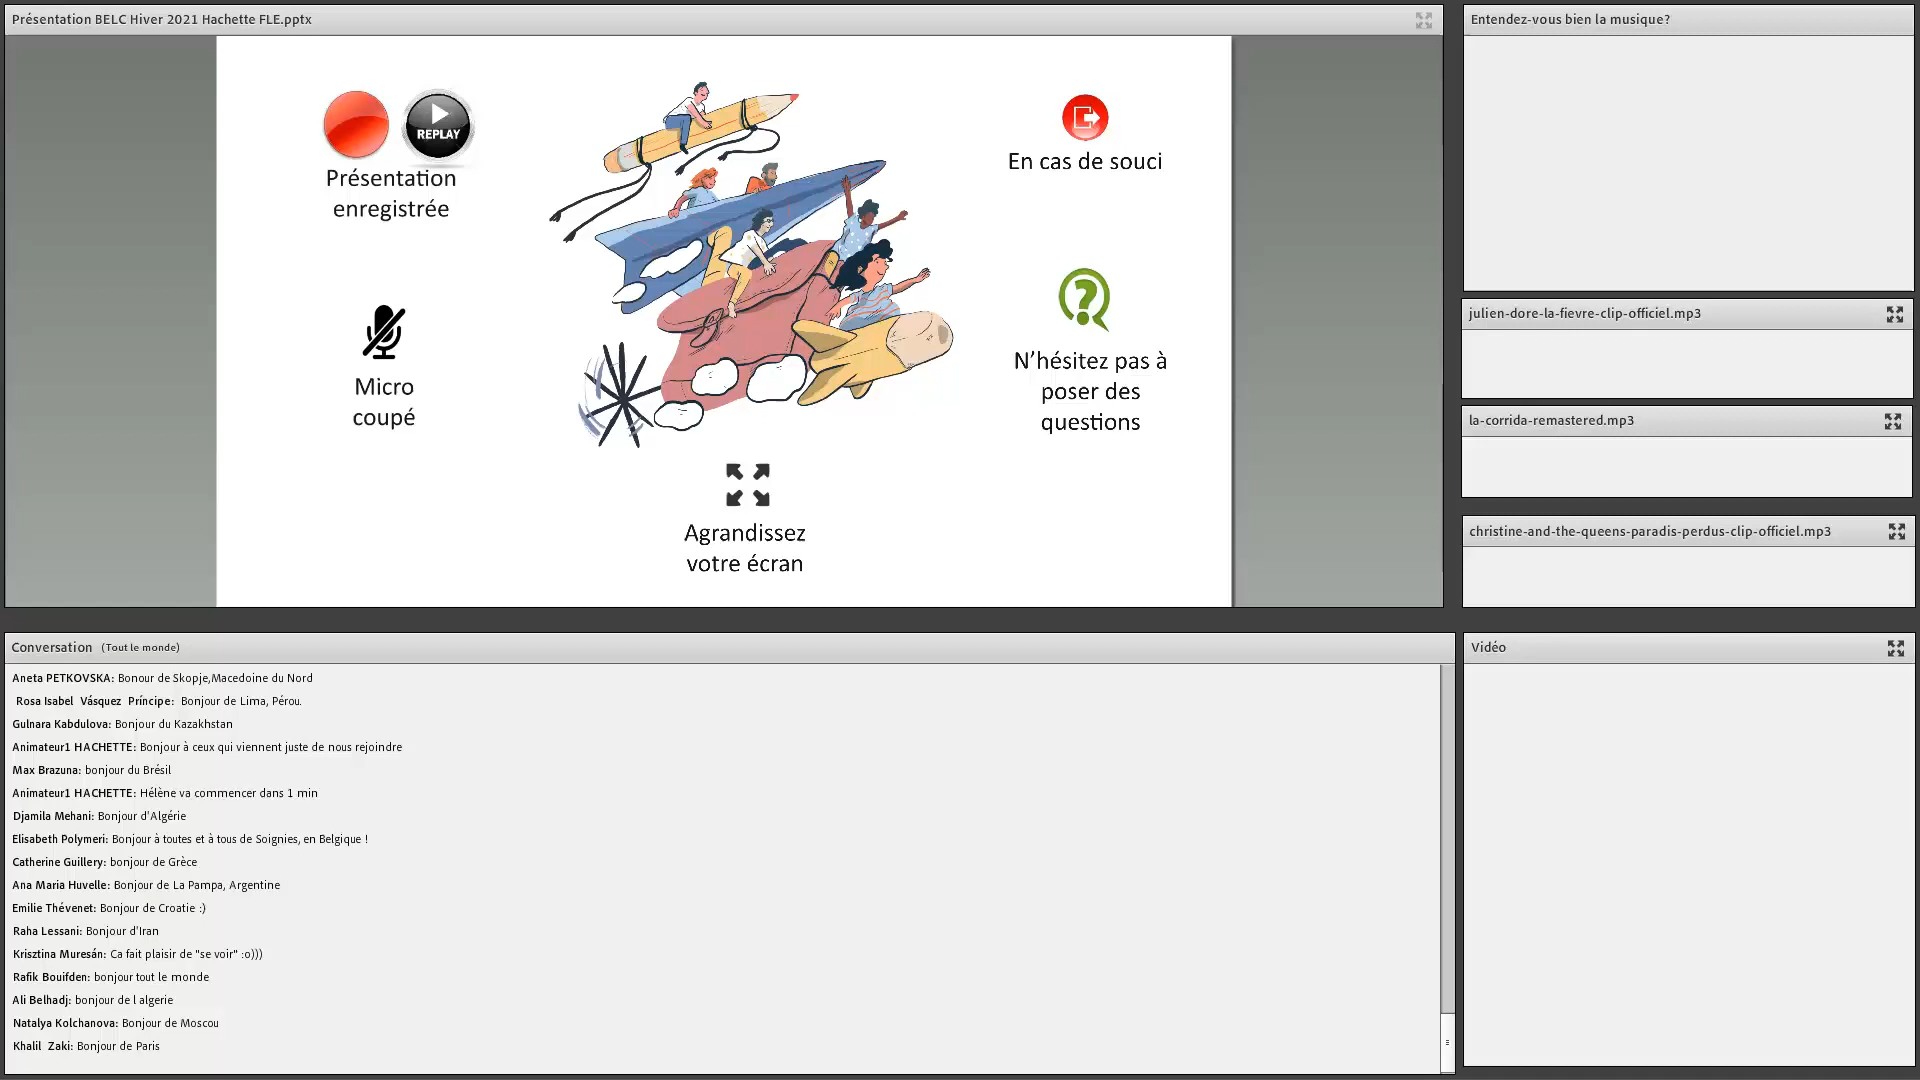 Présentation BELC Hiver 2021 Hachette FLE.pptx
REPLAY
Présentation
enregistrée
Micro
coupé
Agrandissez
votre écran
En cas de souci
N'hésitez pas à
poser des
questions
Entendez-vous bien la musique?
julien-dore-la-fievre-clip-officiel.mp3
la-corrida-remastered.mp3
christine-and-the-queens-paradis-perdus-clip-officiel.mp3
Conversation (Tout le monde)
Aneta PETKOVSKA: Bonour de Skopje,Macedoine du Nord
Rosa Isabel Vásquez Príncipe: Bonjour de Lima, Pérou.
Gulnara Kabdulova: Bonjour du Kazakhstan
Animateur1 HACHETTE: Bonjour à ceux qui viennent juste de nous rejoindre
Max Brazuna: bonjour du Brésil
Animateur1 HACHETTE: Hélène va commencer dans 1 min
Djamila Mehani: Bonjour d'Algérie
Elisabeth Polymeri: Bonjour à toutes et à tous de Soignies, en Belgique !
Catherine Guillery: bonjour de Grèce
Ana Maria Huvelle: Bonjour de La Pampa, Argentine
Emilie Thévenet: Bonjour de Croatie :)
Raha Lessani: Bonjour d'Iran
Krisztina Muresán: Ca fait plaisir de "se voir" :o)))
Rafik Bouifden: bonjour tout le monde
Ali Belhadj: bonjour de l algerie
Natalya Kolchanova: Bonjour de Moscou
Khalil Zaki: Bonjour de Paris
Vidéo